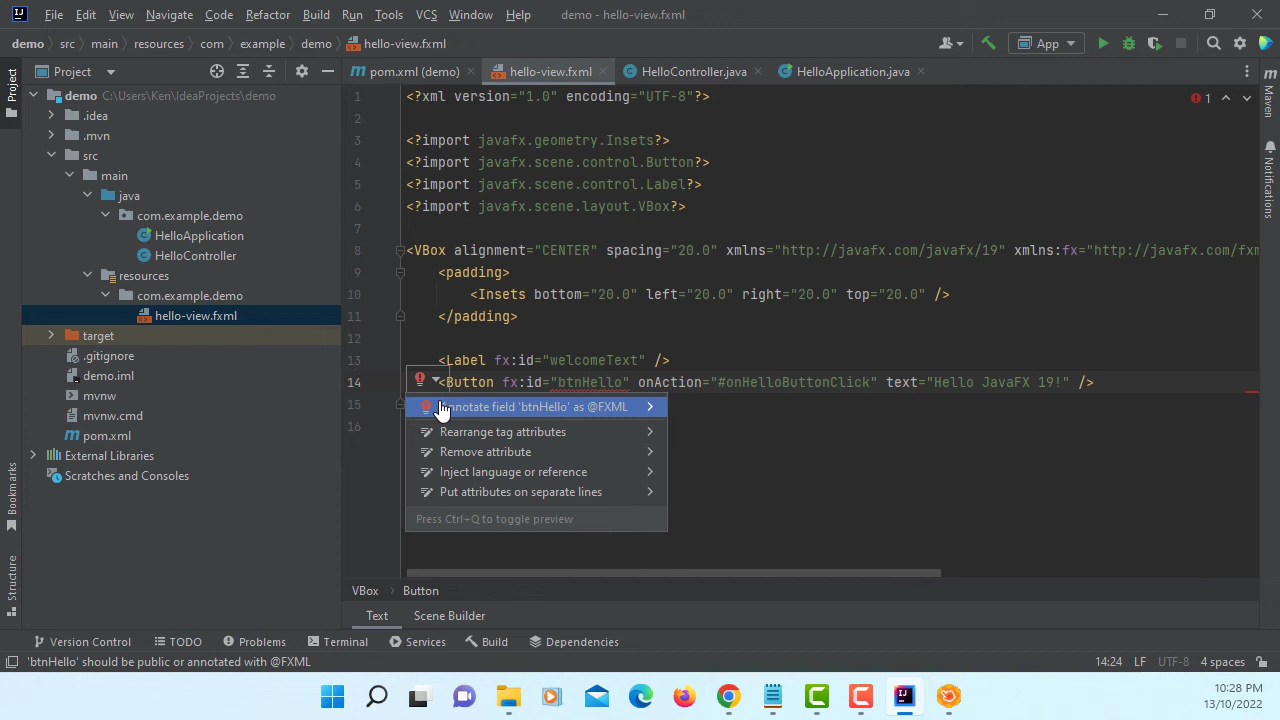 File Edit View Navigate Code Refactor Build Run Tools VCS Window Help demo - hello-view.fxml
demo src main resources com example demo hello-view.fxml App
Project
pom.xml (demo) hello-view.fxml HelloController.java HelloApplication.java
Project
Maven
Notifications
Bookmarks
Structure
demo C:\Users\Ken\IdeaProjects\demo
.idea
.mvn
src
main
java
com.example.demo
HelloApplication
HelloController
resources
com.example.demo
hello-view.fxml
target
.gitignore
demo.iml
mvnw
mvnw.cmd
pom.xml
External Libraries
Scratches and Consoles
1 <?xml version="1.0" encoding="UTF-8"?>
1
2
3 <?import javafx.geometry.Insets?>
4 <?import javafx.scene.control.Button?>
5 <?import javafx.scene.control.Label?>
6 <?import javafx.scene.layout.VBox?>
7
8 <VBox alignment="CENTER" spacing="20.0" xmlns="http://javafx.com/javafx/19" xmlns:fx="http://javafx.com/fxm
9 <padding>
10 <Insets bottom="20.0" left="20.0" right="20.0" top="20.0" />
11 </padding>
12
13 <Label fx:id="welcomeText" />
14 <Button fx:id="btnHello" onAction="#onHelloButtonClick" text="Hello JavaFX 19!" />
15
16
field 'btnHello' as @FXML
Rearrange tag attributes
Remove attribute
Inject language or reference
Put attributes on separate lines
Press Ctrl+Q to toggle preview
VBox Button
Text Scene Builder
Version Control TODO Problems Terminal Services Build Dependencies
'btnHello' should be public or annotated with @FXML 14:24 LF UTF-8 4 spaces
10:28 PM
13/10/2022